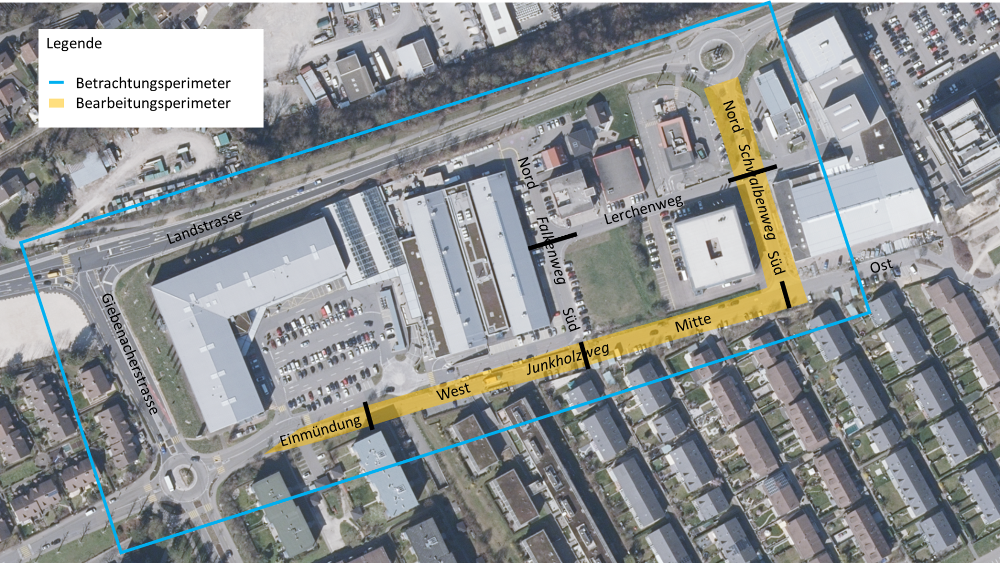 Legende
Betrachtungsperimeter
Bearbeitungsperimeter
Landstrasse
Giebenacherstrasse
Nord
Falkenweg
Süd
Lerchenweg
Nord
Schwalbenweg
Süd
Ost
Mitte
Junkholzweg
West
Einmündung